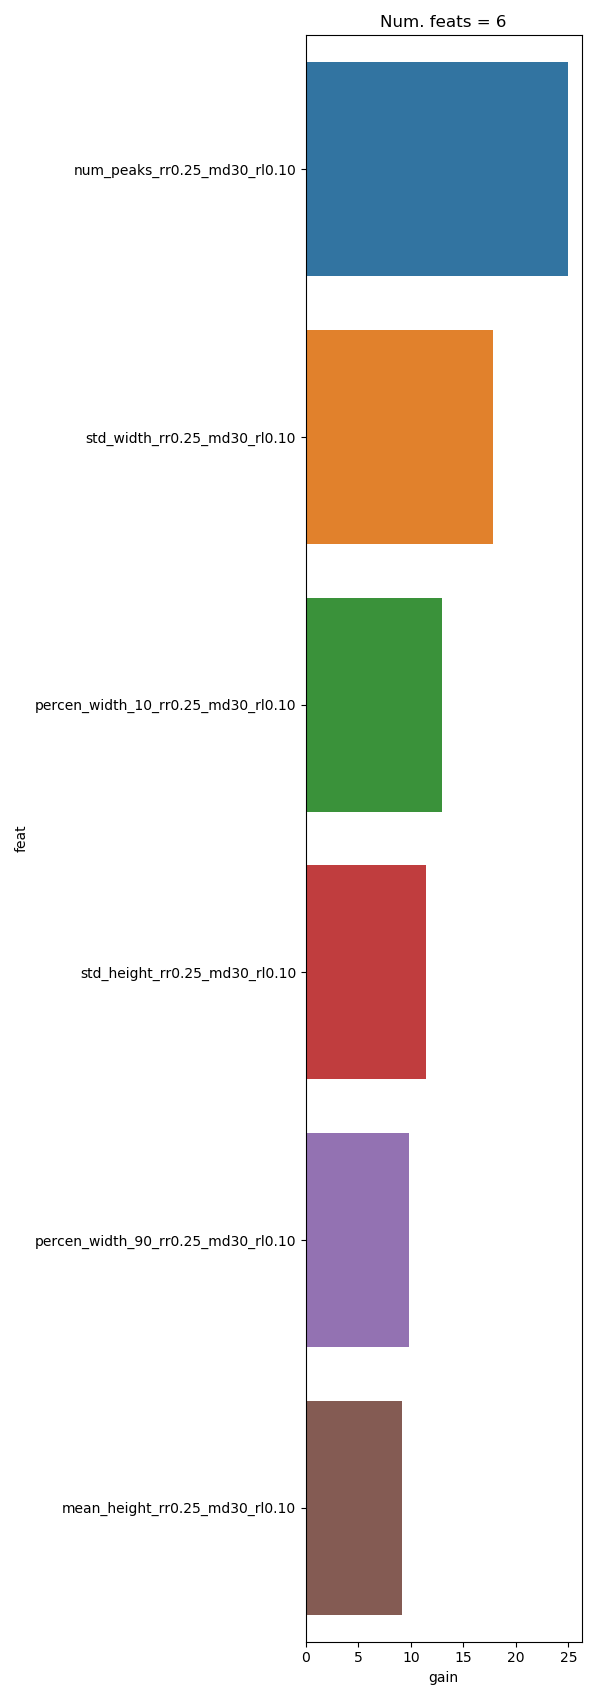 Num. feats = 6
num_peaks_rr0.25_md30_rl0.10
std_width_rr0.25_md30_rl0.10
percen_width_10_rr0.25_md30_rl0.10
feat
std_height_rr0.25_md30_rl0.10
percen_width_90_rr0.25_md30_rl0.10
mean_height_rr0.25_md30_rl0.10
0 5 10 15 20 25
gain